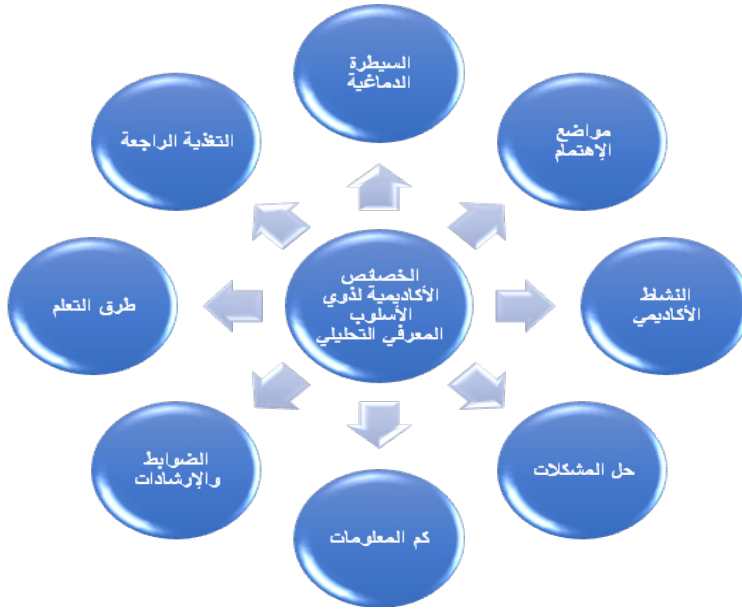 السيطرة
الدماغية
مواضع
الإهتمام
النشاط
الأكاديمي
حل المشكلات
كم المعلومات
الضوابط
والإرشادات
طرق التعلم
التغذية الراجعة
الخصائص
الأكاديمية لذوي
الأسلوب
المعرفي التحليلي